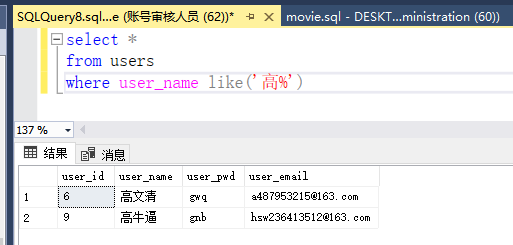 SQLQuery8.sql...e (账号审核人员 (62))* movie.sql - DESKT...ministration (60))
select *
from users
where user_name like('高%')
137 %
结果 消息
user_id user_name user_pwd user_email
1 6 高文清 gwq a487953215@163.com
2 9 高牛逼 gnb hsw236413512@163.com